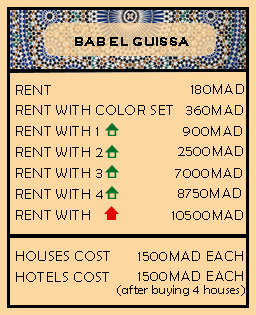 BAB EL GUISSA
RENT 180MAD
RENT WITH COLOR SET 360MAD
RENT WITH 1 900MAD
RENT WITH 2 2500MAD
RENT WITH 3 7000MAD
RENT WITH 4 8750MAD
RENT WITH 10500MAD
HOUSES COST 1500MAD EACH
HOTELS COST 1500MAD EACH
(after buying 4 houses)